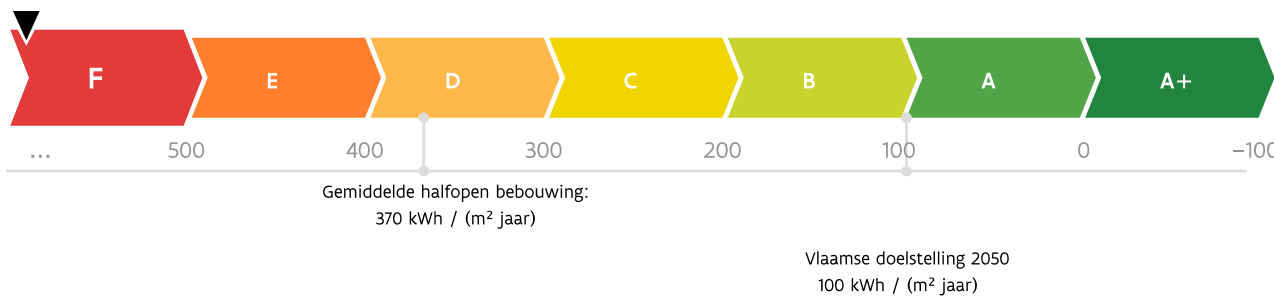 F E D C B A A+
... 500 400 300 200 100 0 −100
Gemiddelde halfopen bebouwing:
370 kWh / (m² jaar)
Vlaamse doelstelling 2050
100 kWh / (m² jaar)